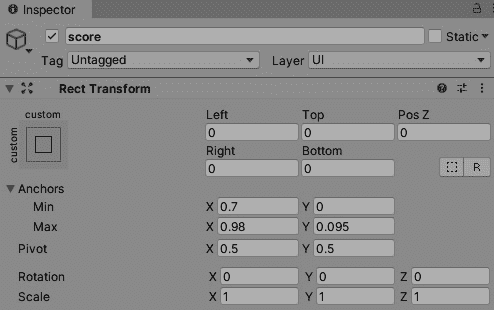 Inspector
score
Static
Tag Untagged Layer UI
Rect Transform
custom
custom
Left Top Pos Z
0 0 0
Right Bottom
0 0 R
Anchors
Min X 0.7 Y 0
Max X 0.98 Y 0.095
Pivot X 0.5 Y 0.5
Rotation X 0 Y 0 Z 0
Scale X 1 Y 1 Z 1